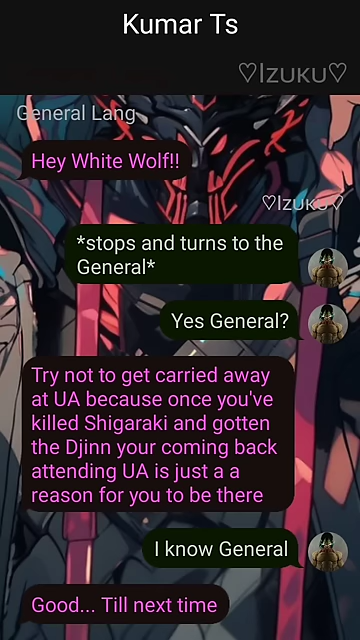 Kumar Ts
♡Izuku♡
General Lang
Hey White Wolf!!
♡Izuku♡
*stops and turns to the
General*
Yes General?
Try not to get carried away
at UA because once you've
killed Shigaraki and gotten
the Djinn your coming back
attending UA is just a a
reason for you to be there
I know General
Good... Till next time